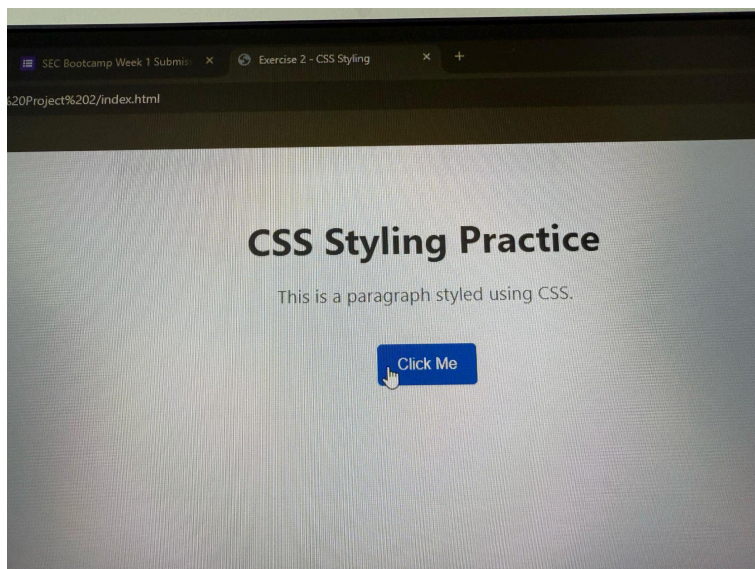 SEC Bootcamp Week 1 Submis
Exercise 2 - CSS Styling
%20Project%202/index.html
CSS Styling Practice
This is a paragraph styled using CSS.
Click Me